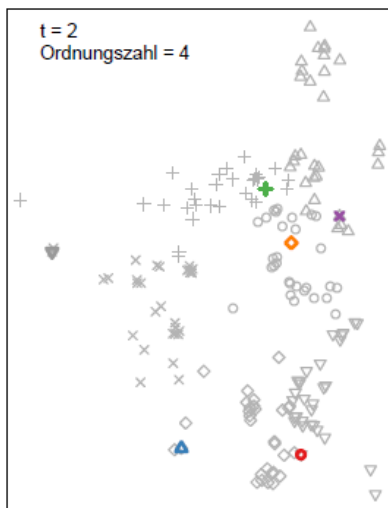 t = 2
Ordnungszahl = 4